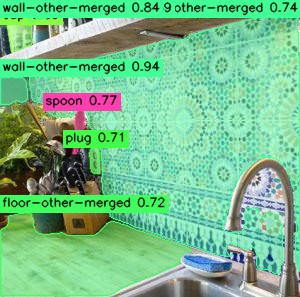 wall-other-merged 0.84 9 other-merged 0.74
wall-other-merged 0.94
spoon 0.77
plug 0.71
floor-other-merged 0.72